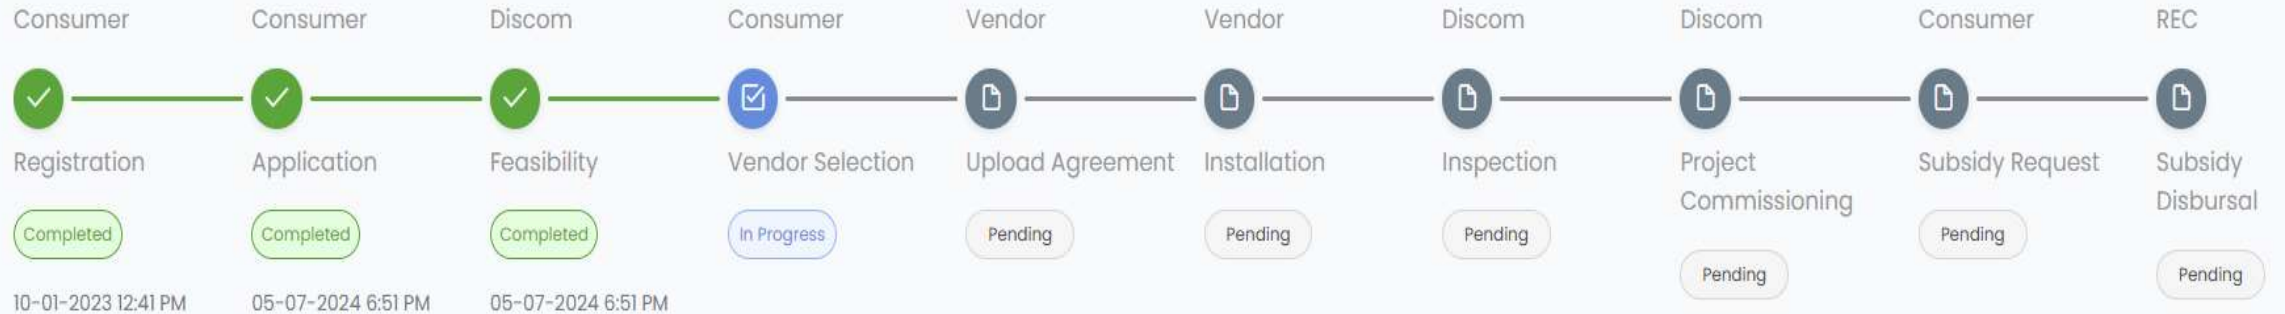 Consumer Consumer Discom Consumer Vendor Vendor Discom Discom Consumer REC
Registration Application Feasibility Vendor Selection Upload Agreement Installation Inspection Project Subsidy Request Subsidy
Commissioning Disbursal
Completed Completed Completed In Progress Pending Pending Pending Pending
Pending Pending
10-01-2023 12:41 PM 05-07-2024 6:51 PM 05-07-2024 6:51 PM